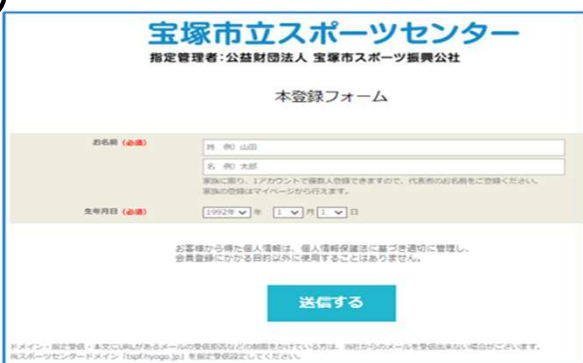 宝塚市立スポーツセンター
指定管理者:公益財団法人 宝塚市スポーツ振興公社
本登録フォーム
お名前 (必須)
姓 例) 山田
名 例) 太郎
家族に限り、1アカウントで複数人登録できますので、代表者のお名前をご登録ください。
家族の登録はマイページから行えます。
生年月日 (必須) 1992年 年 1 月 1 日
お客様から得た個人情報は、個人情報保護法に基づき適切に管理し、
会員登録にかかる目的以外に使用することはありません。
送信する
ドメイン・指定受信・本文にURLがあるメールの受信拒否などの制限をかけている方は、当社からのメールを受信出来ない場合がございます。
当スポーツセンタードメイン「tspf.hyogo.jp」を指定受信設定してください。